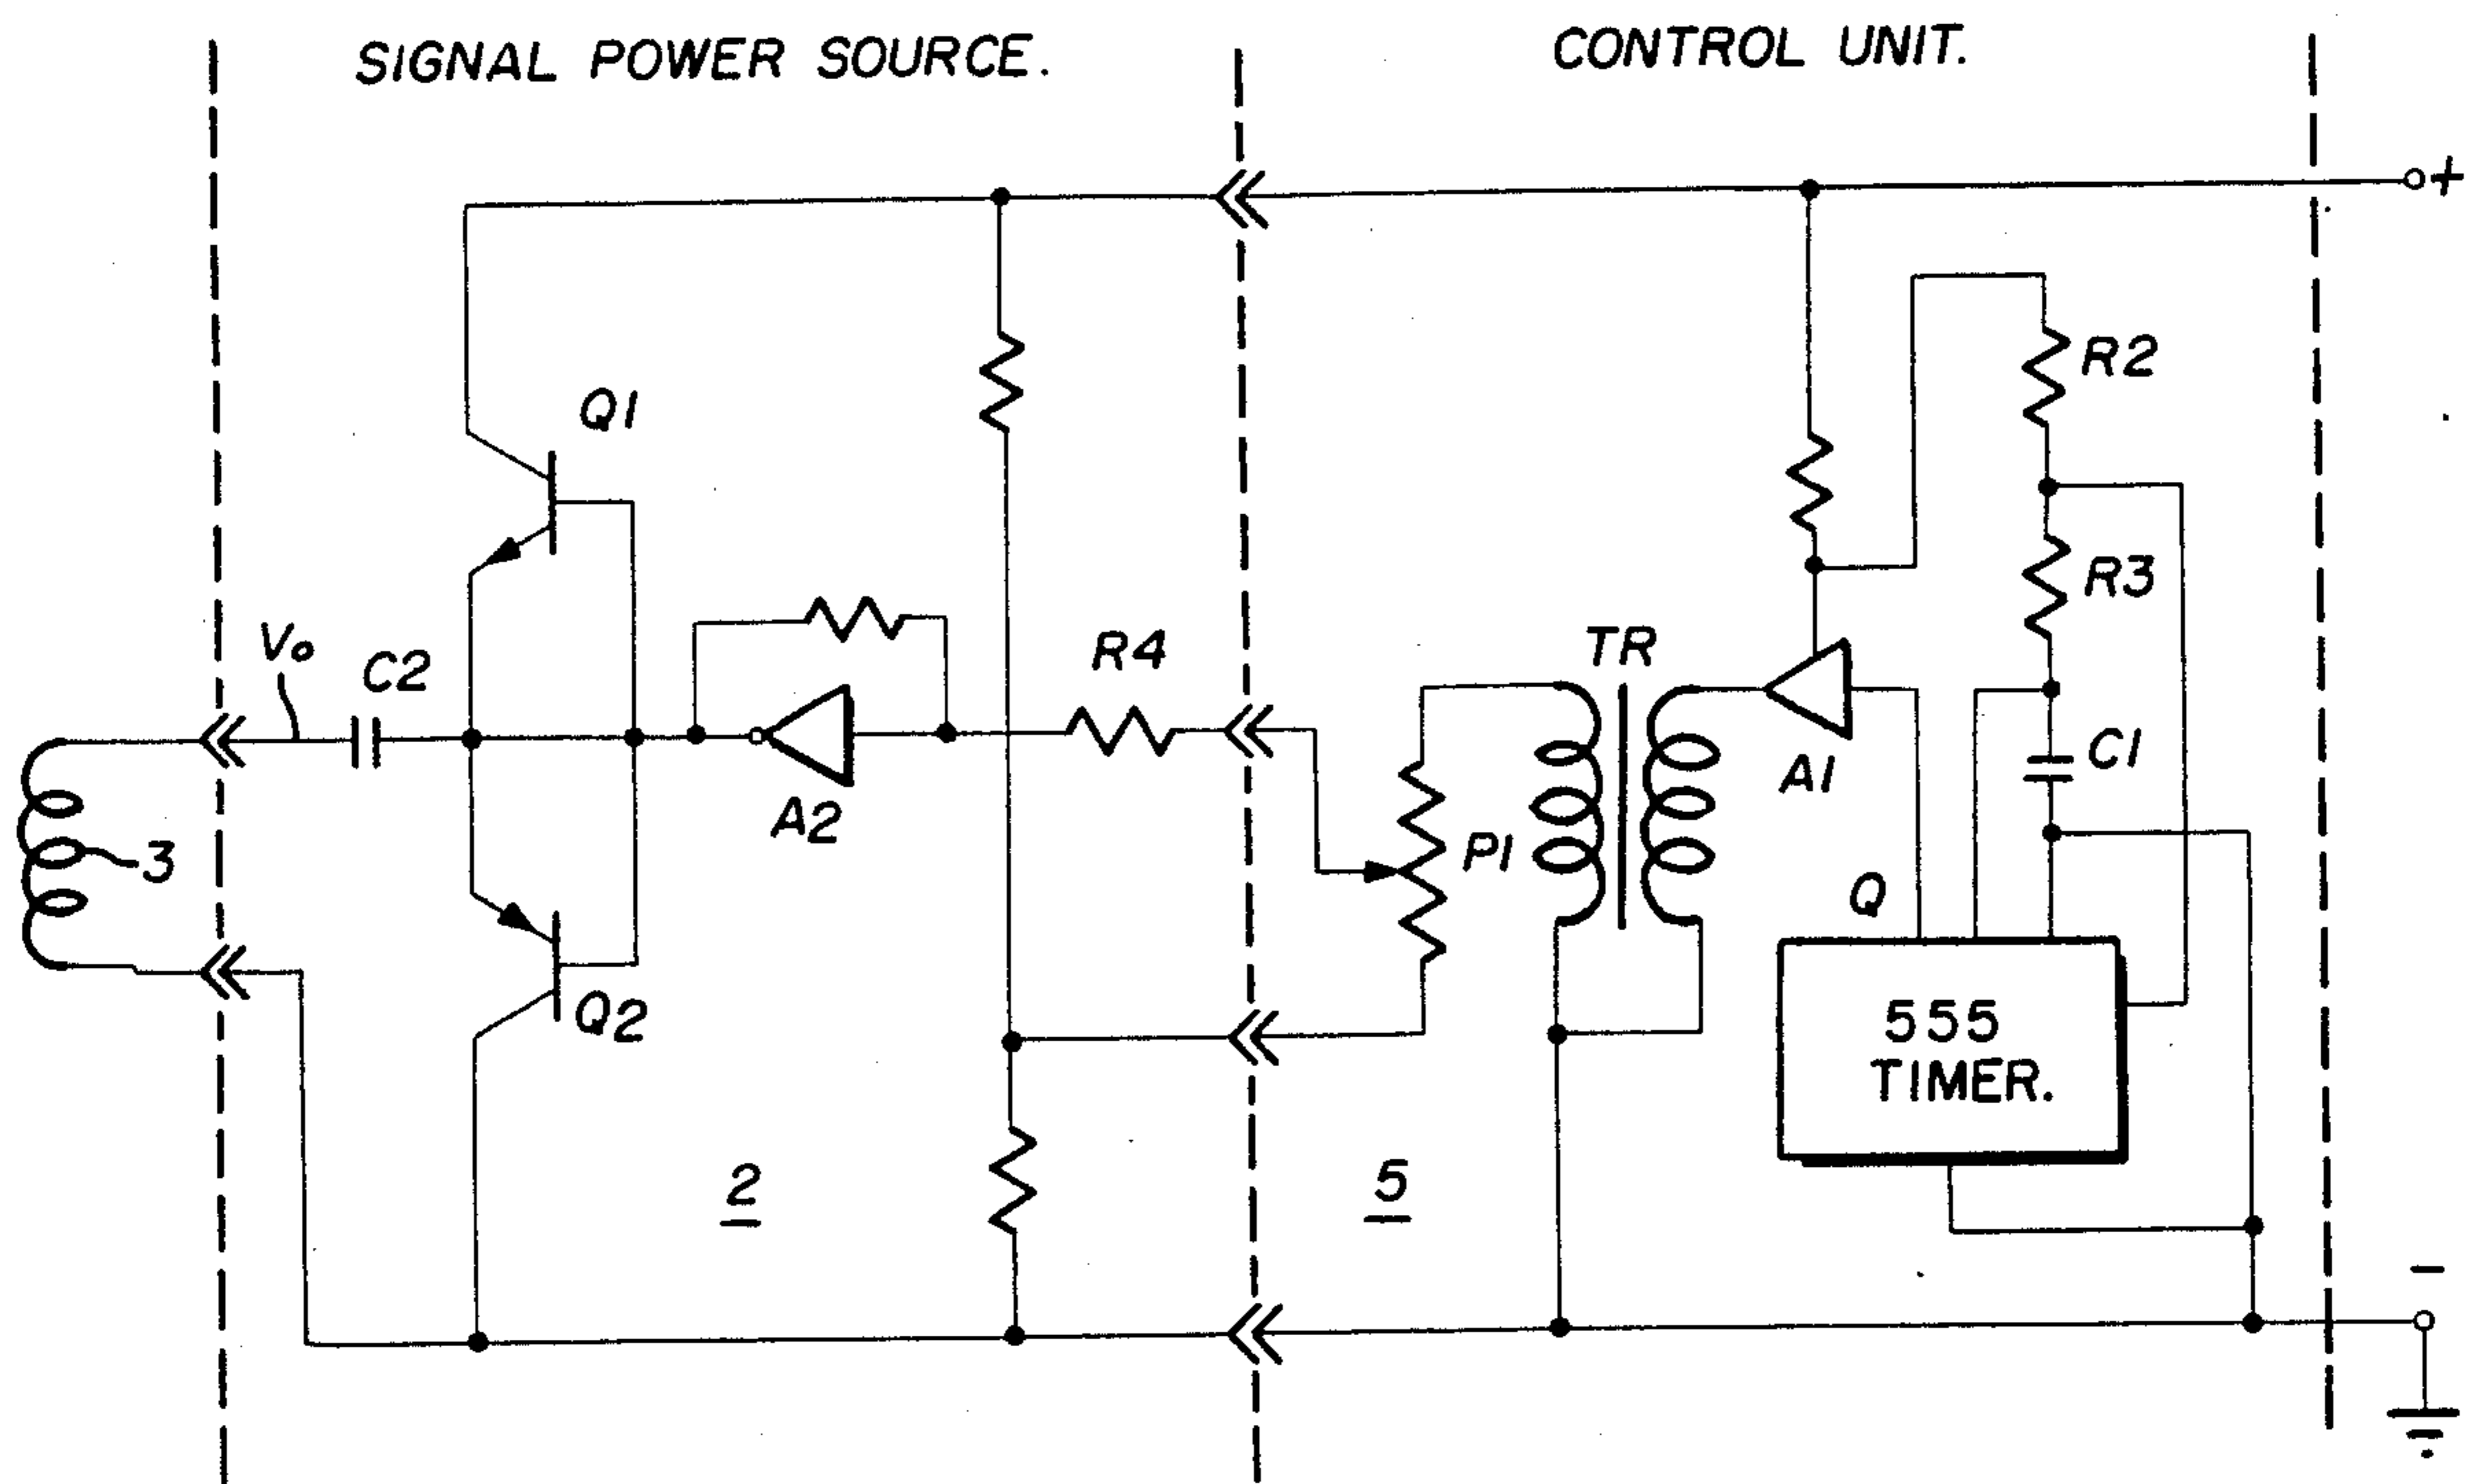 SIGNAL POWER SOURCE.
CONTROL UNIT.
+
Q1
R2
R3
Vo
C2
R4
TR
A1
C1
A2
3
P1
Q
Q2
555
TIMER.
2
5
-